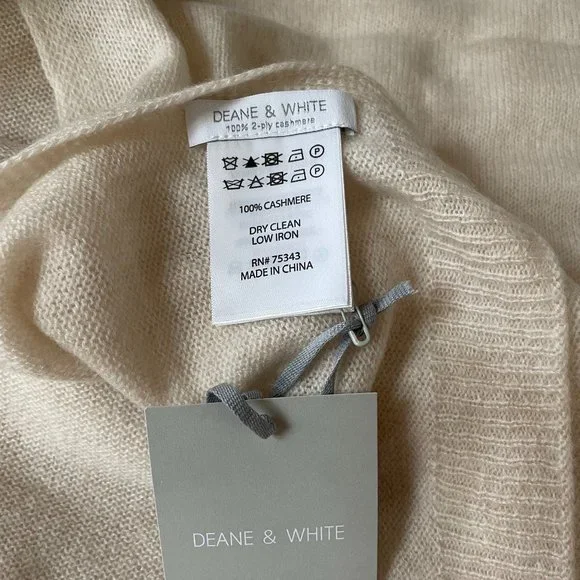 DEANE & WHITE
100% 2-ply cashmere
P
P
100% CASHMERE
DRY CLEAN
LOW IRON
RN# 75343
MADE IN CHINA
DEANE & WHITE